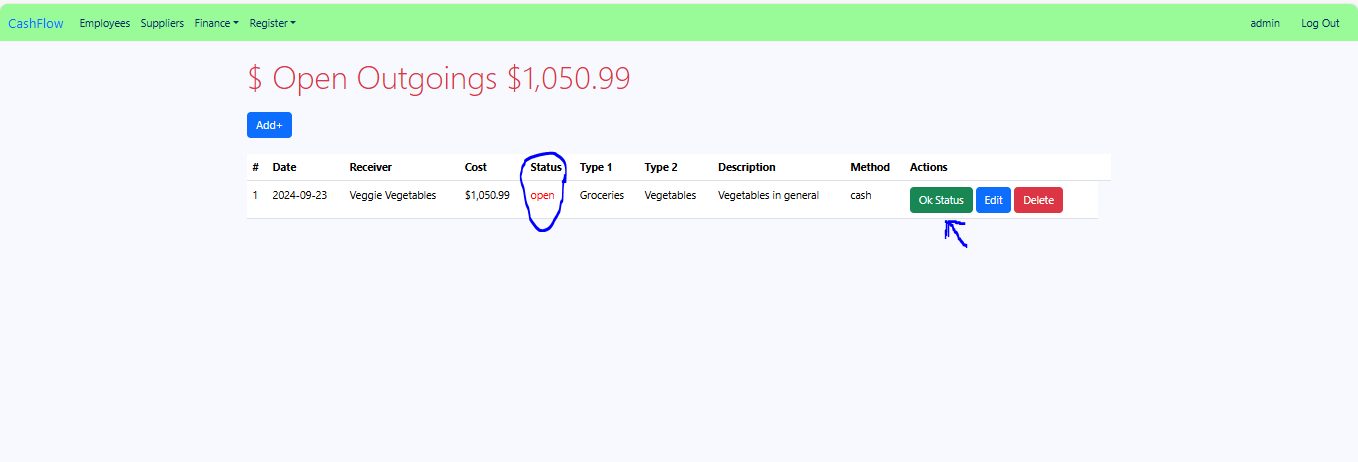 CashFlow Employees Suppliers Finance Register admin Log Out
$ Open Outgoings $1,050.99
Add+
# Date Receiver Cost Status Type 1 Type 2 Description Method Actions
1 2024-09-23 Veggie Vegetables $1,050.99 open Groceries Vegetables Vegetables in general cash Ok Status Edit Delete